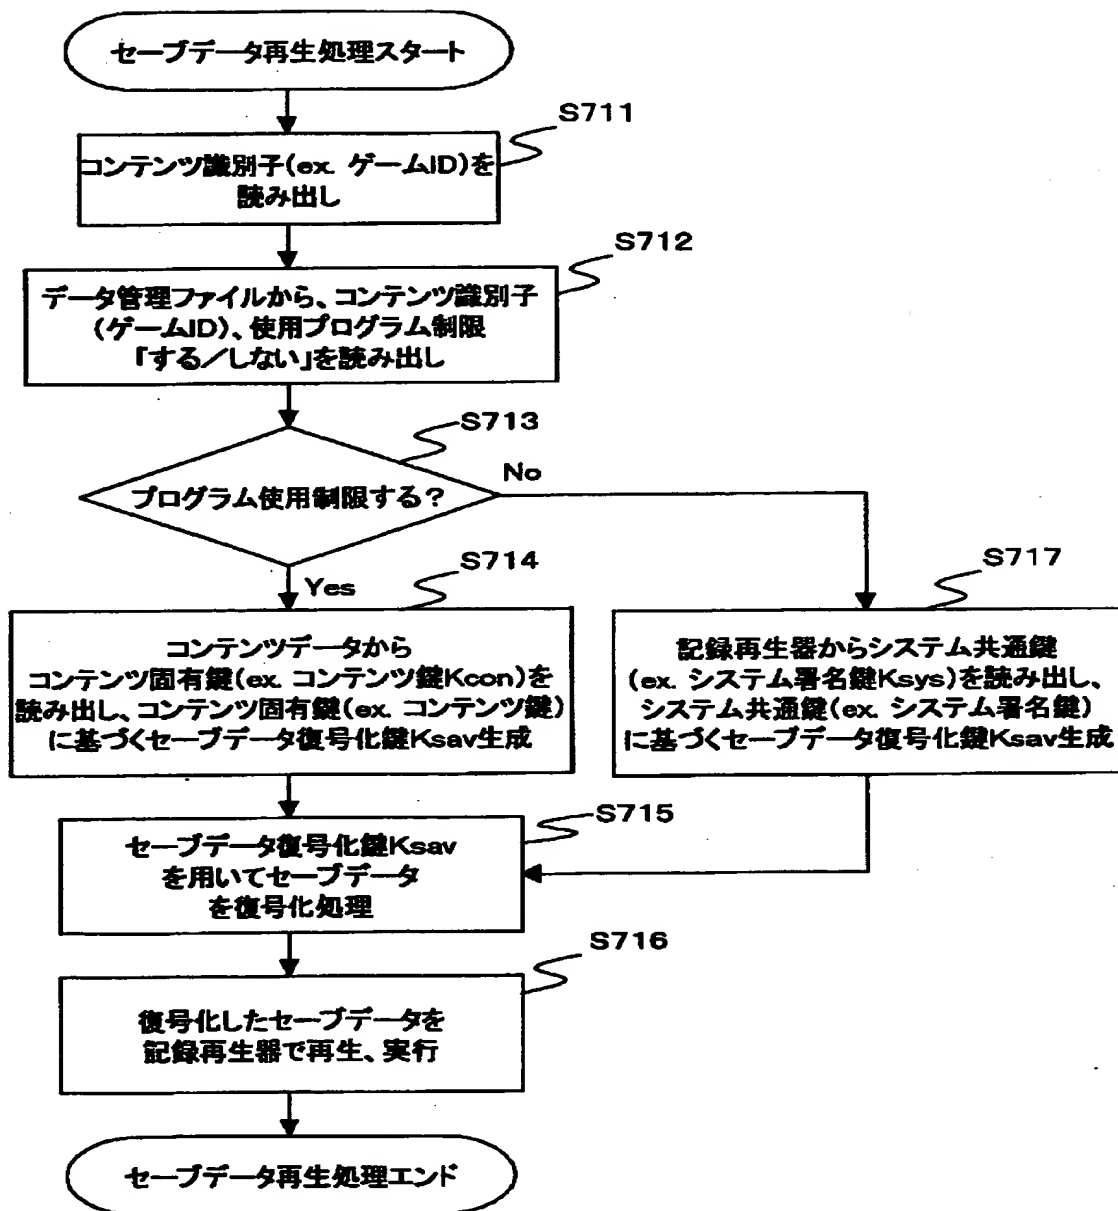 セーブデータ再生処理スタート
S711
コンテンツ識別子(ex. ゲームID)を
読み出し
S712
データ管理ファイルから、コンテンツ識別子
(ゲームID)、使用プログラム制限
「する／しない」を読み出し
S713
プログラム使用制限する？
No
Yes
S714
コンテンツデータから
コンテンツ固有鍵(ex. コンテンツ鍵Kcon)を
読み出し、コンテンツ固有鍵(ex. コンテンツ鍵)
に基づくセーブデータ復号化鍵Ksav生成
S717
記録再生器からシステム共通鍵
(ex. システム署名鍵Ksys)を読み出し、
システム共通鍵(ex. システム署名鍵)
に基づくセーブデータ復号化鍵Ksav生成
S715
セーブデータ復号化鍵Ksav
を用いてセーブデータ
を復号化処理
S716
復号化したセーブデータを
記録再生器で再生、実行
セーブデータ再生処理エンド